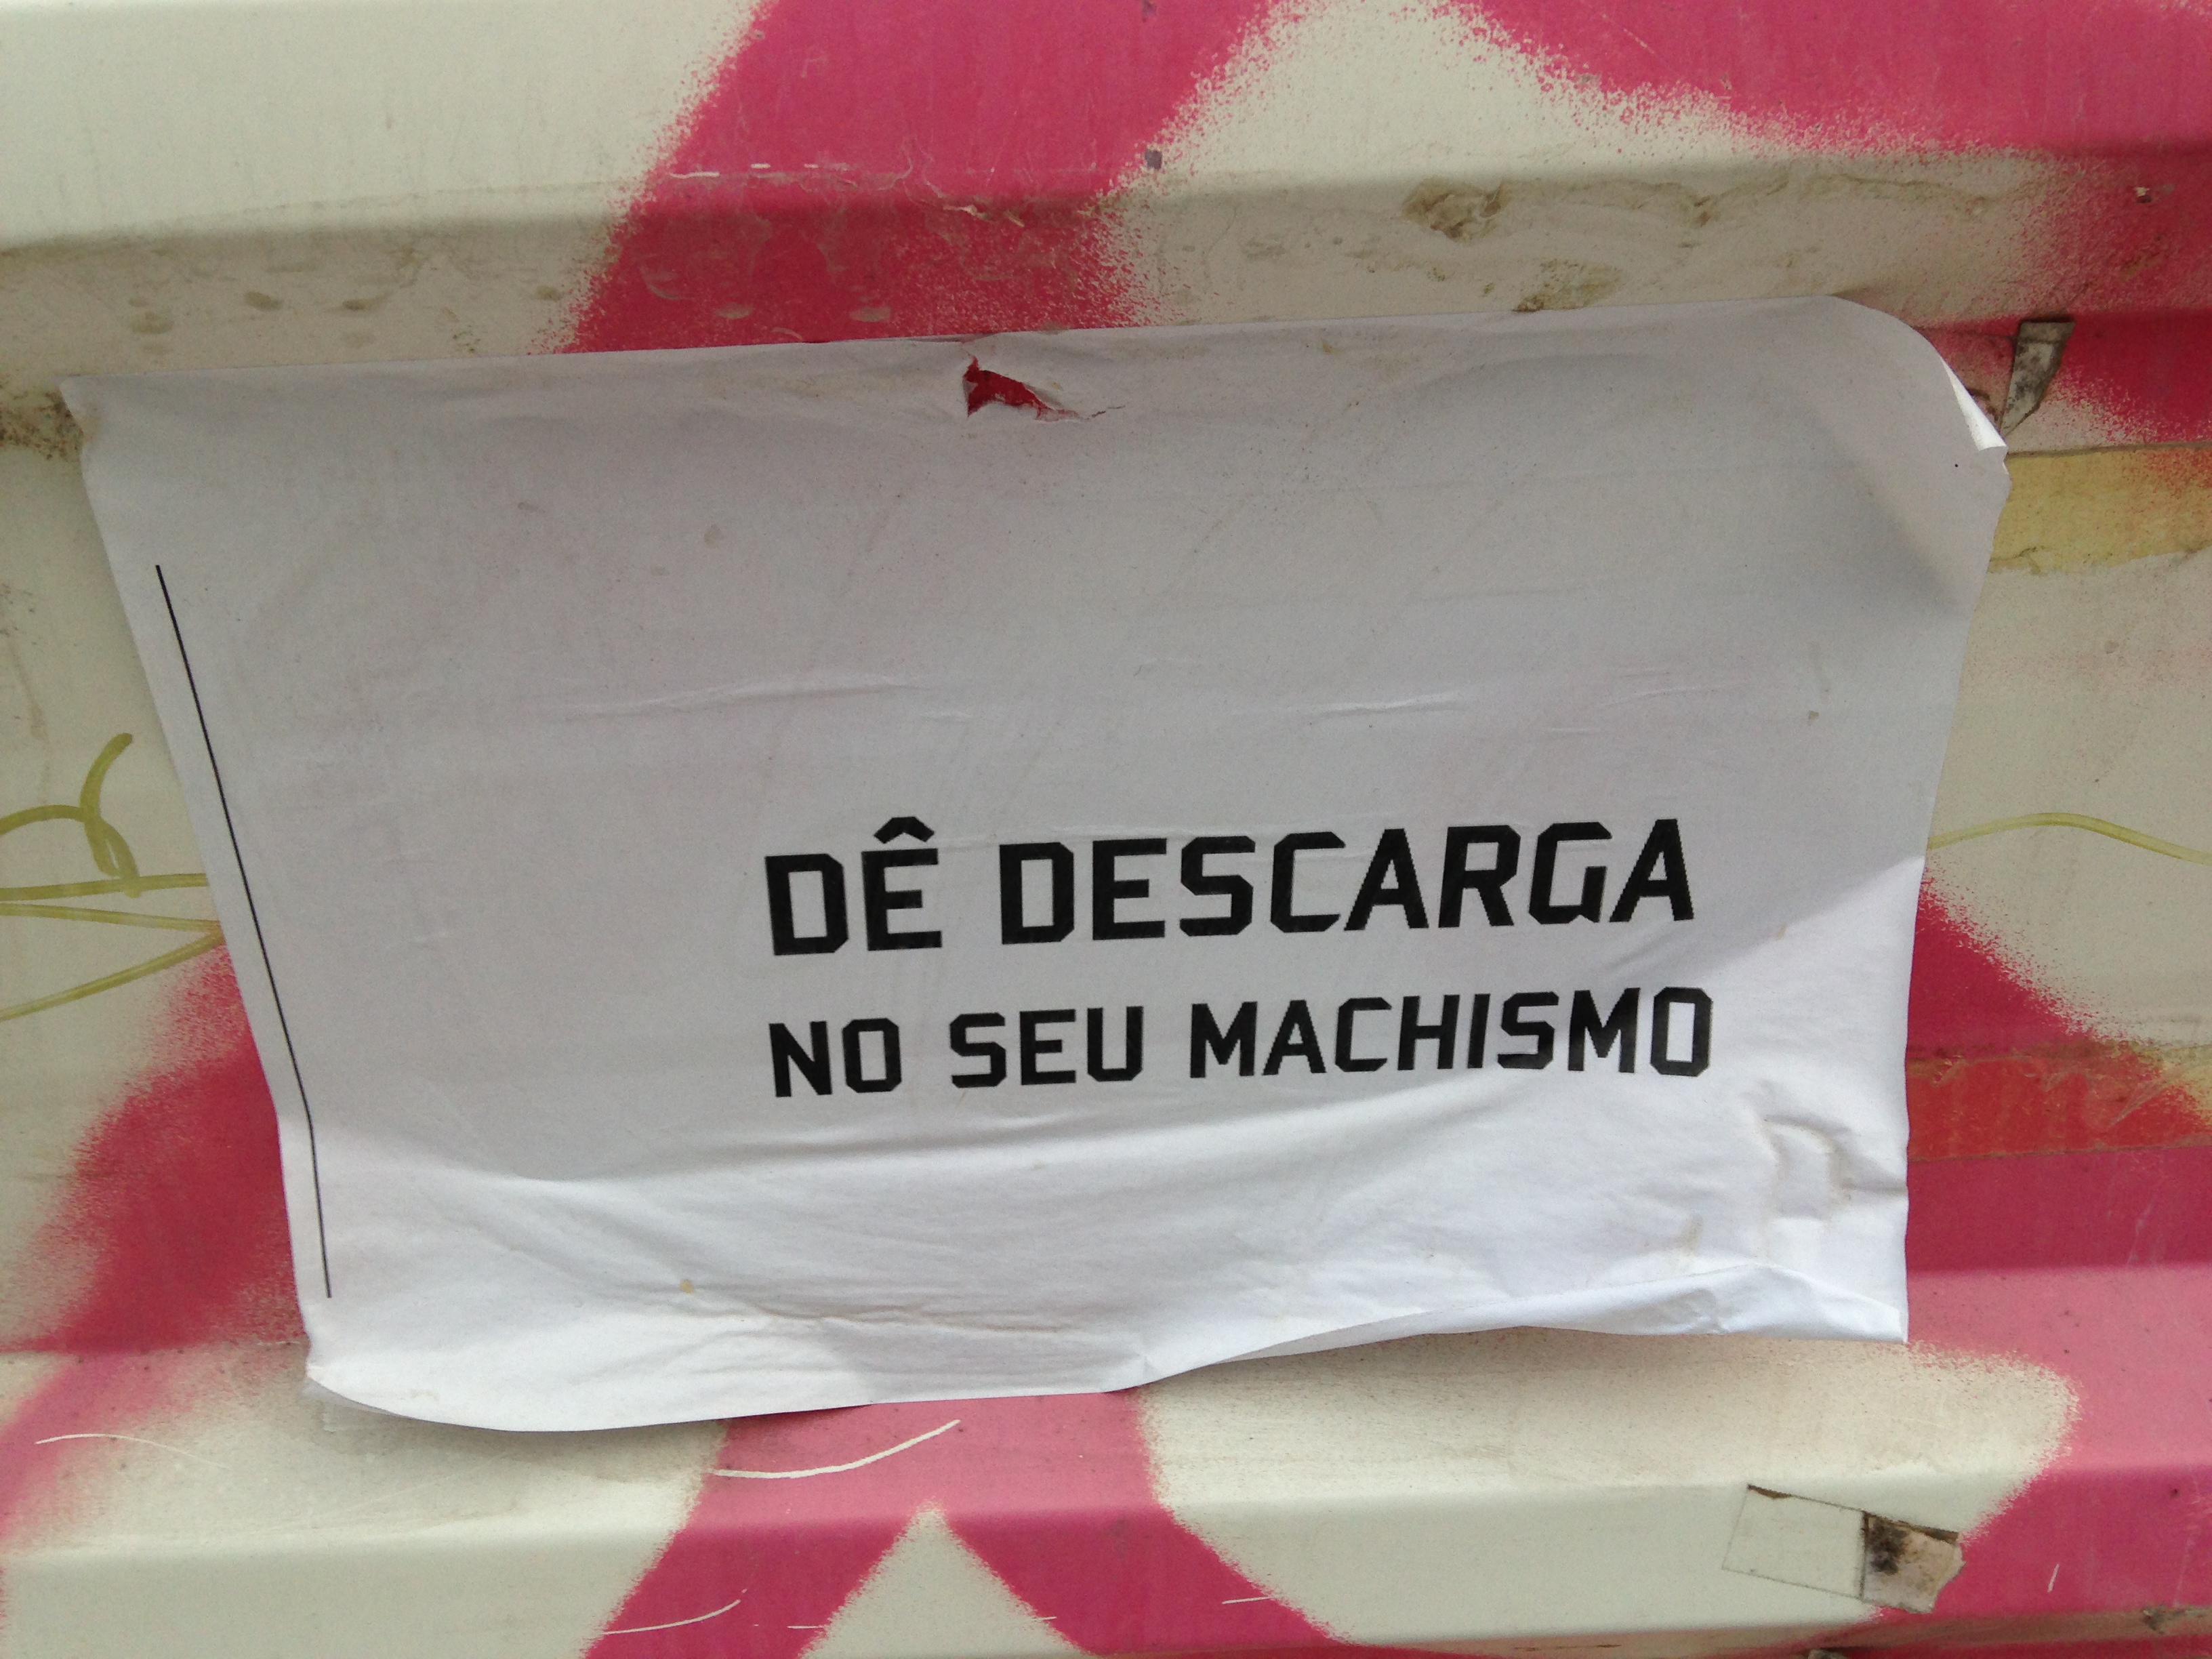 DÊ DESCARGA
NO SEU MACHISMO